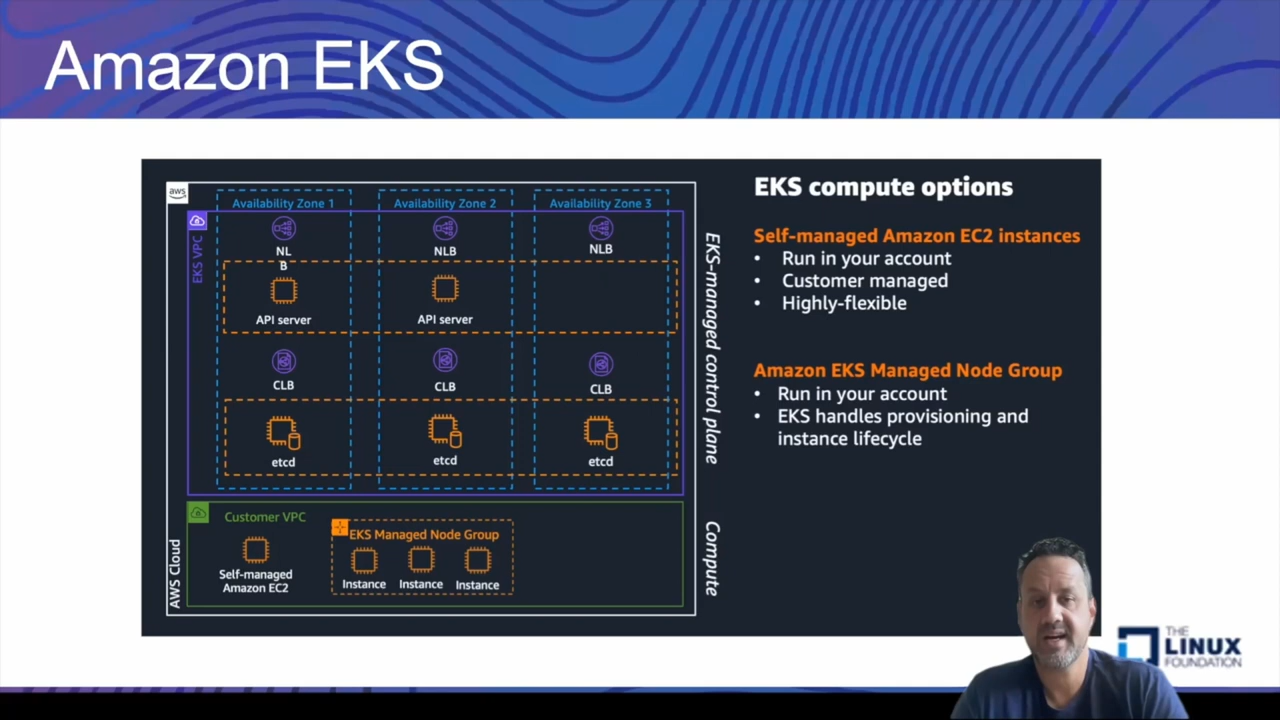 Amazon EKS
aws
Availability Zone 1
Availability Zone 2
Availability Zone 3
EKS VPC
NL
B
NLB
NLB
API server
API server
CLB
CLB
CLB
etcd
etcd
etcd
EKS-managed control plane
AWS Cloud
Customer VPC
Self-managed
Amazon EC2
EKS Managed Node Group
Instance
Instance
Instance
Compute
EKS compute options
Self-managed Amazon EC2 instances
• Run in your account
• Customer managed
• Highly-flexible
Amazon EKS Managed Node Group
• Run in your account
• EKS handles provisioning and
instance lifecycle
THE
LINUX
FOUNDATION